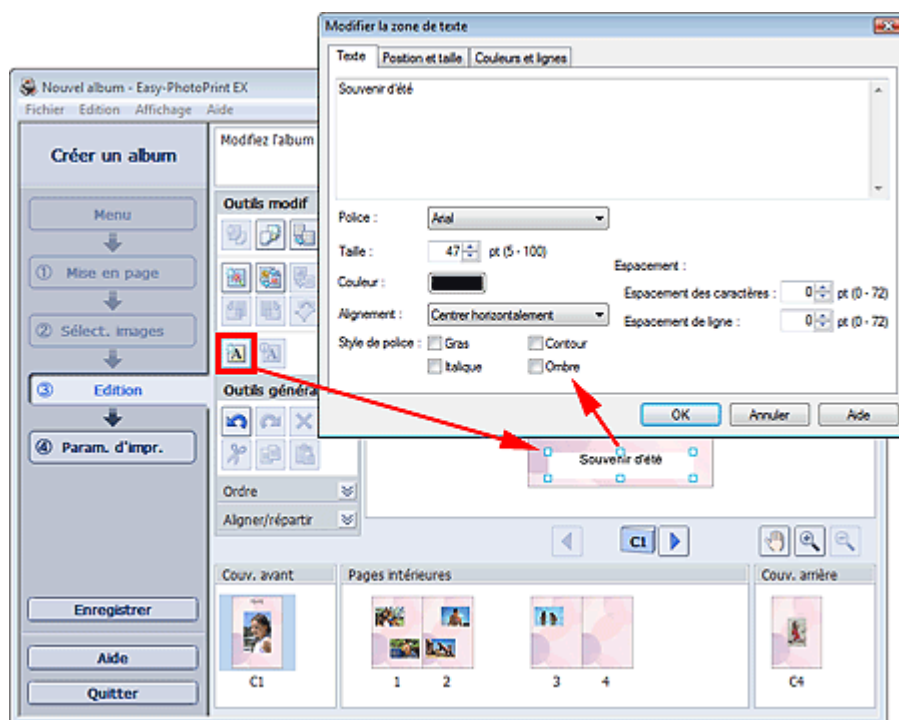 Modifier la zone de texte
Texte Position et taille Couleurs et lignes
Souvenir d'été
Police : Arial
Taille : 47 pt (5 - 100)
Couleur :
Alignement : Centrer horizontalement
Style de police : Gras Contour
Italique Ombre
Espacement :
Espacement des caractères : 0 pt (0 - 72)
Espacement de ligne : 0 pt (0 - 72)
OK Annuler Aide
Nouvel album - Easy-PhotoPrint EX
Fichier Edition Affichage Aide
Créer un album
Menu
① Mise en page
② Sélect. images
③ Edition
④ Param. d'impr.
Enregistrer
Aide
Quitter
Modifiez l'album
Outils modif
A A
Outils généra
Ordre
Aligner/répartir
Souvenir d'été
C1
Couv. avant Pages intérieures Couv. arrière
C1 1 2 3 4 C4